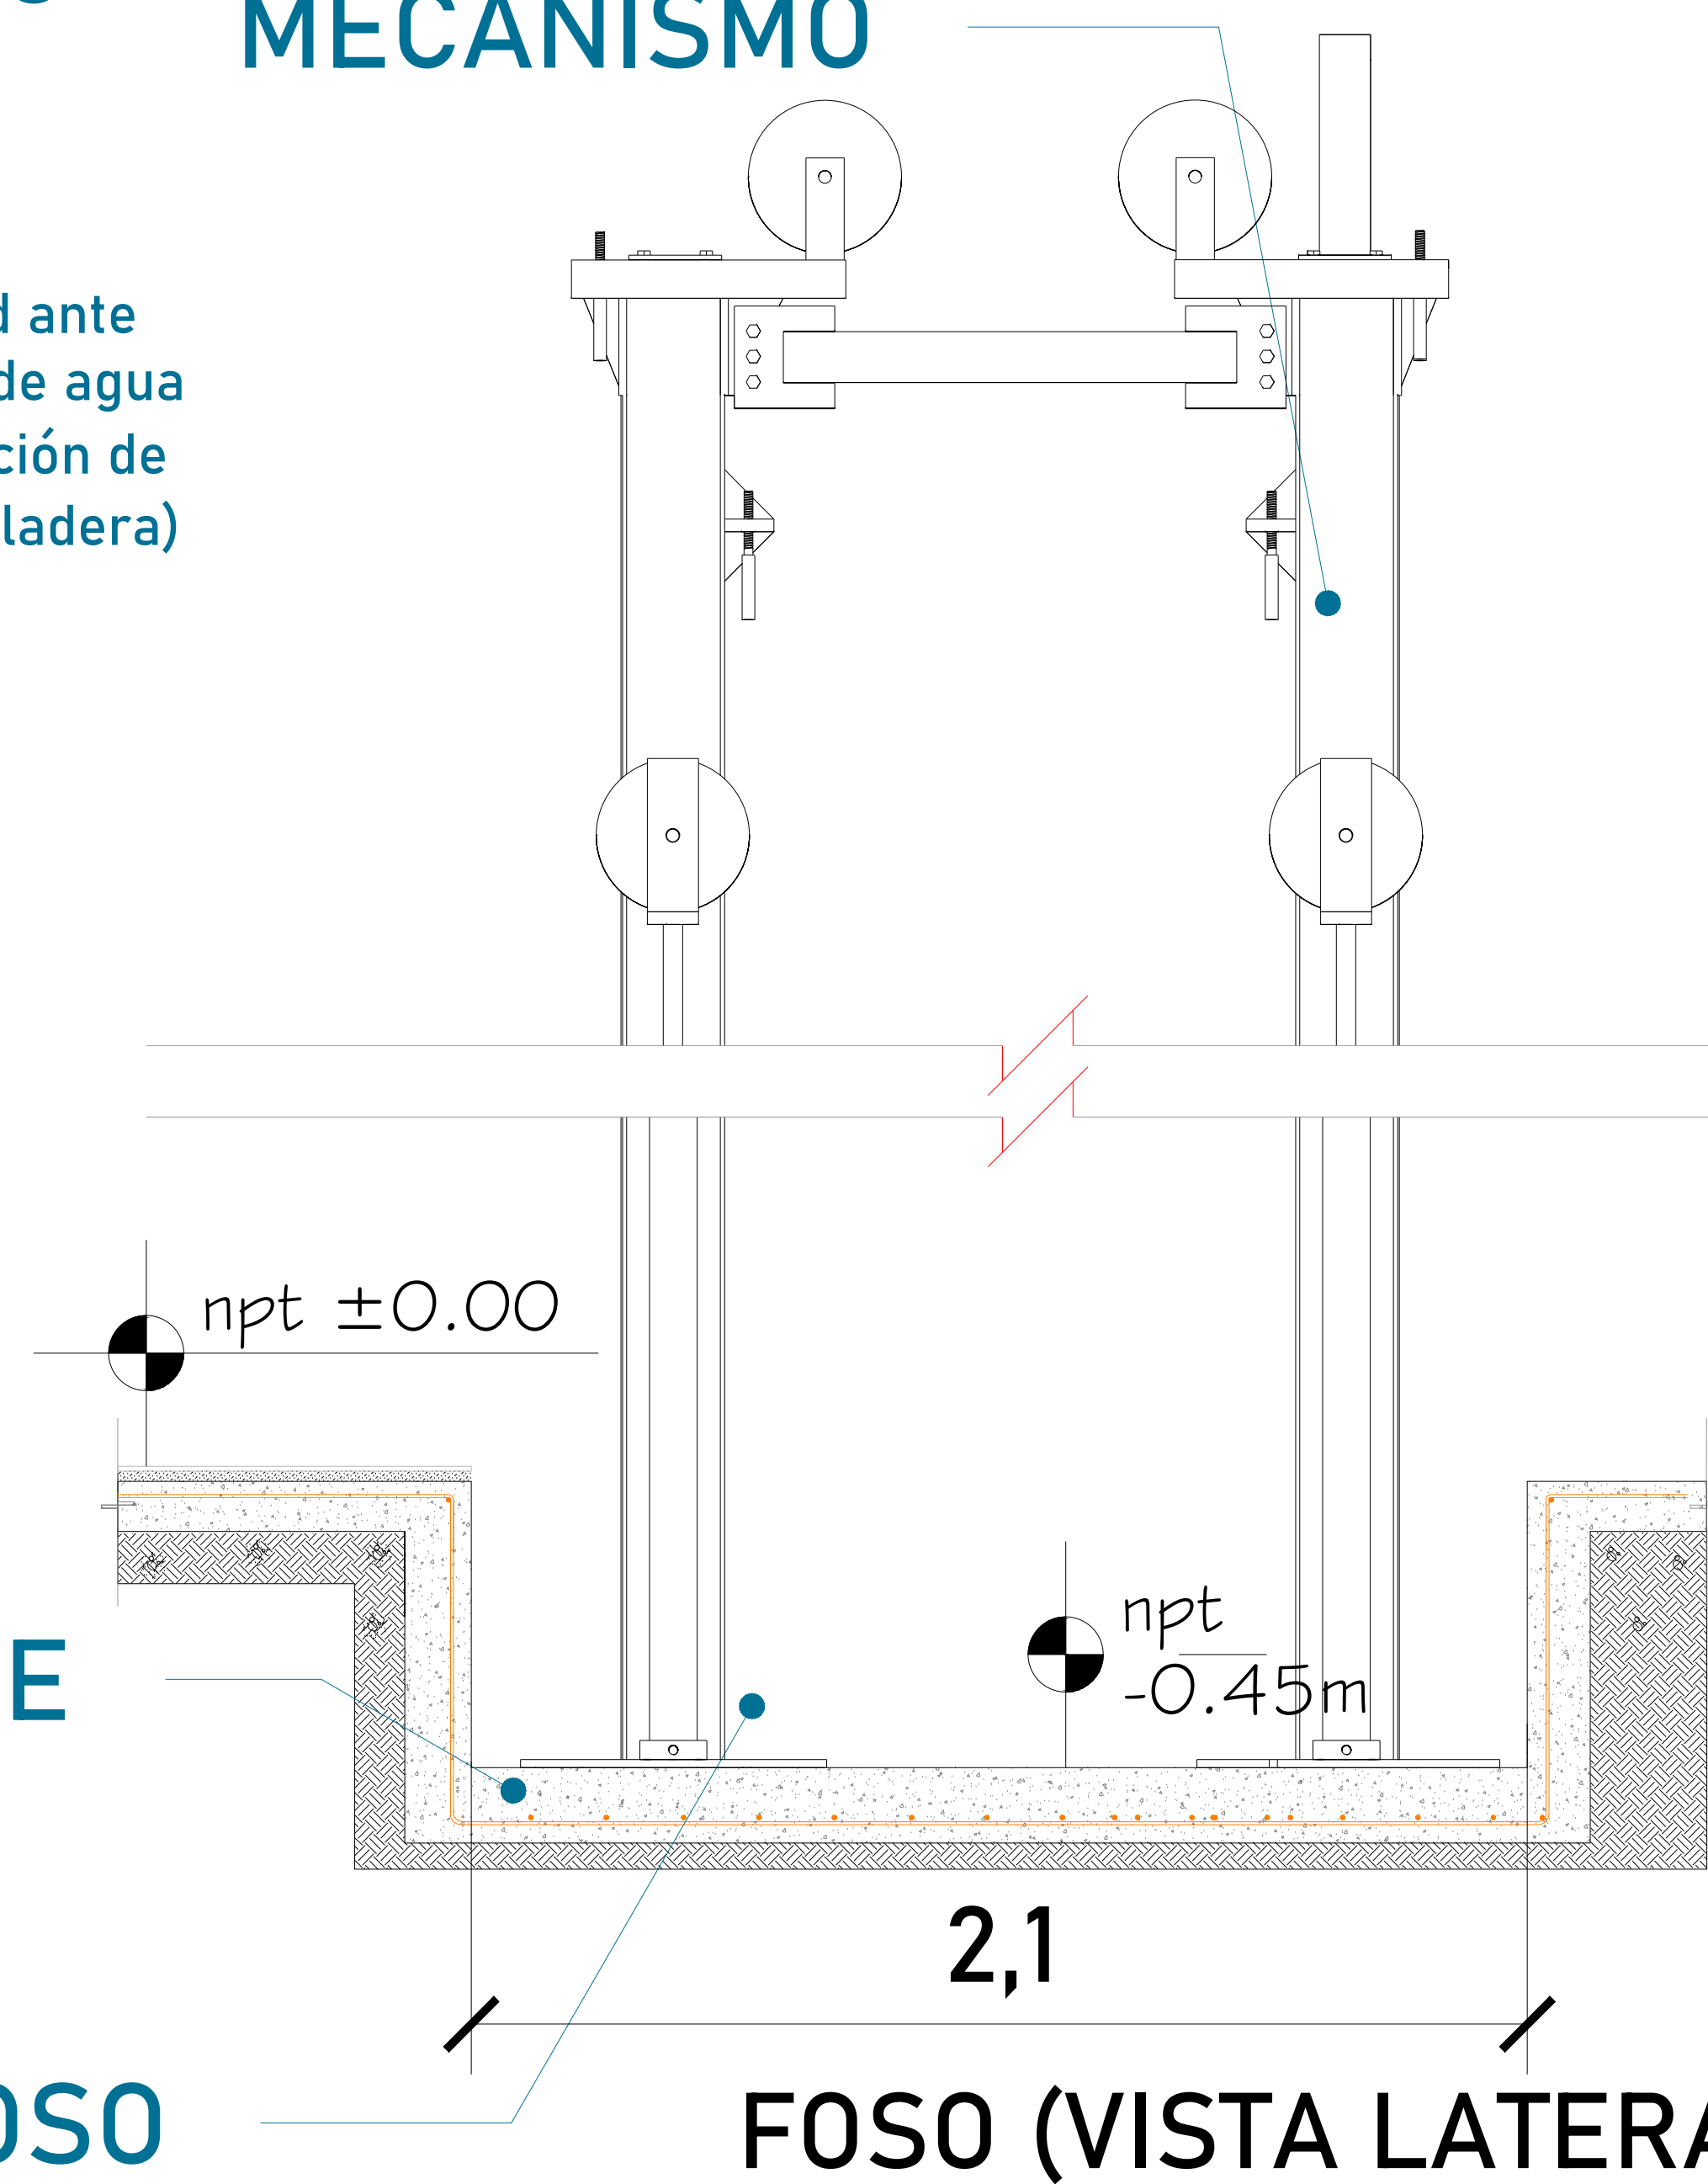 MECANISMO
ante
de agua
ción de
ladera)
npt ±0.00
npt
-0.45m
E
2,1
OSO
FOSO (VISTA LATERA